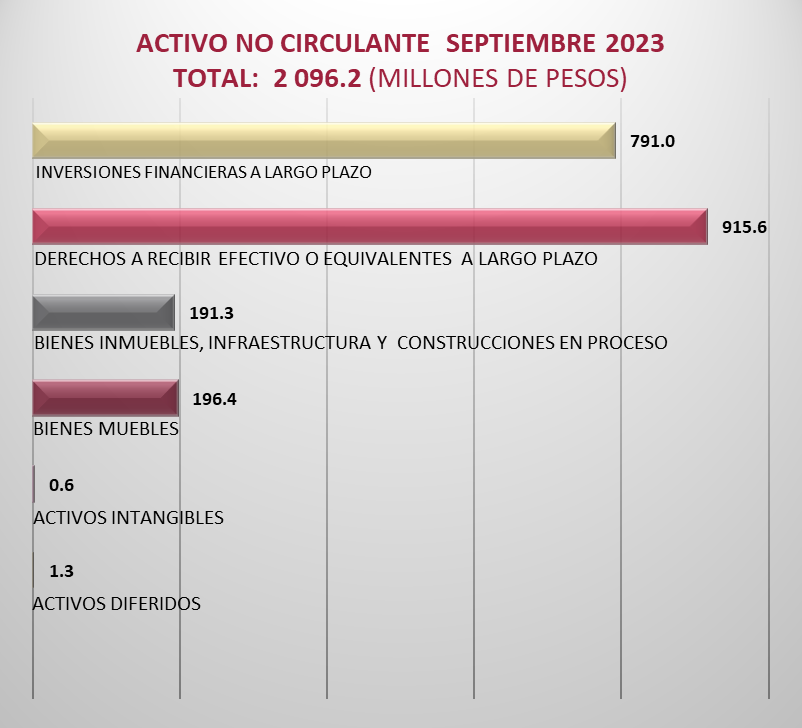 ACTIVO NO CIRCULANTE SEPTIEMBRE 2023
TOTAL: 2 096.2 (MILLONES DE PESOS)
791.0
INVERSIONES FINANCIERAS A LARGO PLAZO
915.6
DERECHOS A RECIBIR EFECTIVO O EQUIVALENTES A LARGO PLAZO
191.3
BIENES INMUEBLES, INFRAESTRUCTURA Y CONSTRUCCIONES EN PROCESO
196.4
BIENES MUEBLES
0.6
ACTIVOS INTANGIBLES
1.3
ACTIVOS DIFERIDOS